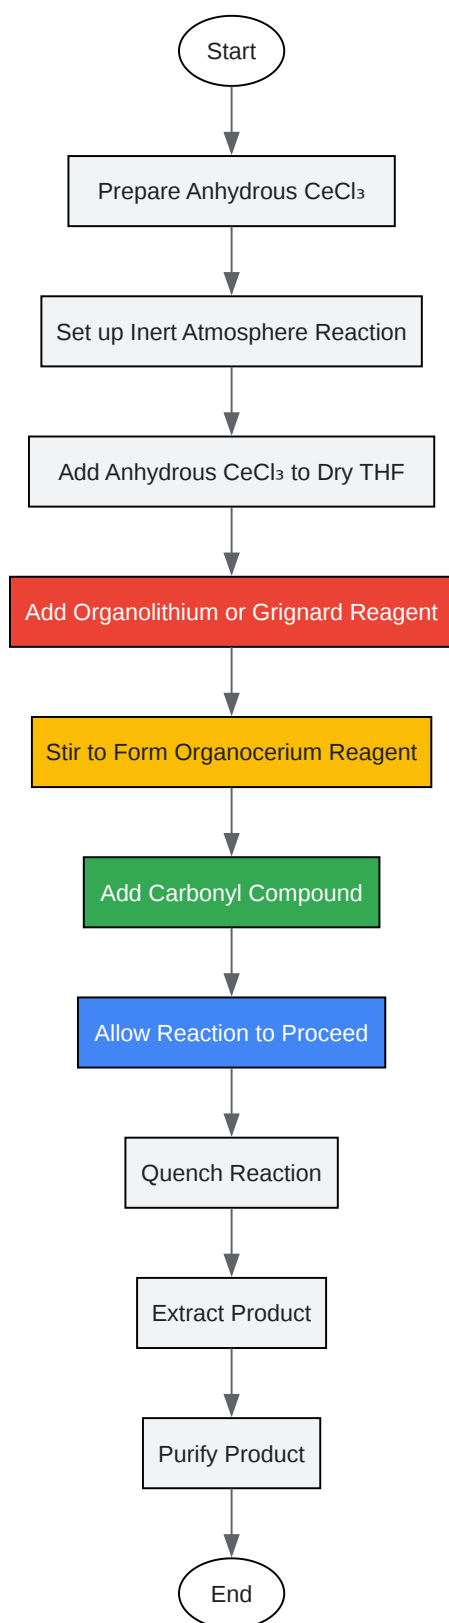 Start
Prepare Anhydrous CeCl₃
Set up Inert Atmosphere Reaction
Add Anhydrous CeCl₃ to Dry THF
Add Organolithium or Grignard Reagent
Stir to Form Organocerium Reagent
Add Carbonyl Compound
Allow Reaction to Proceed
Quench Reaction
Extract Product
Purify Product
End